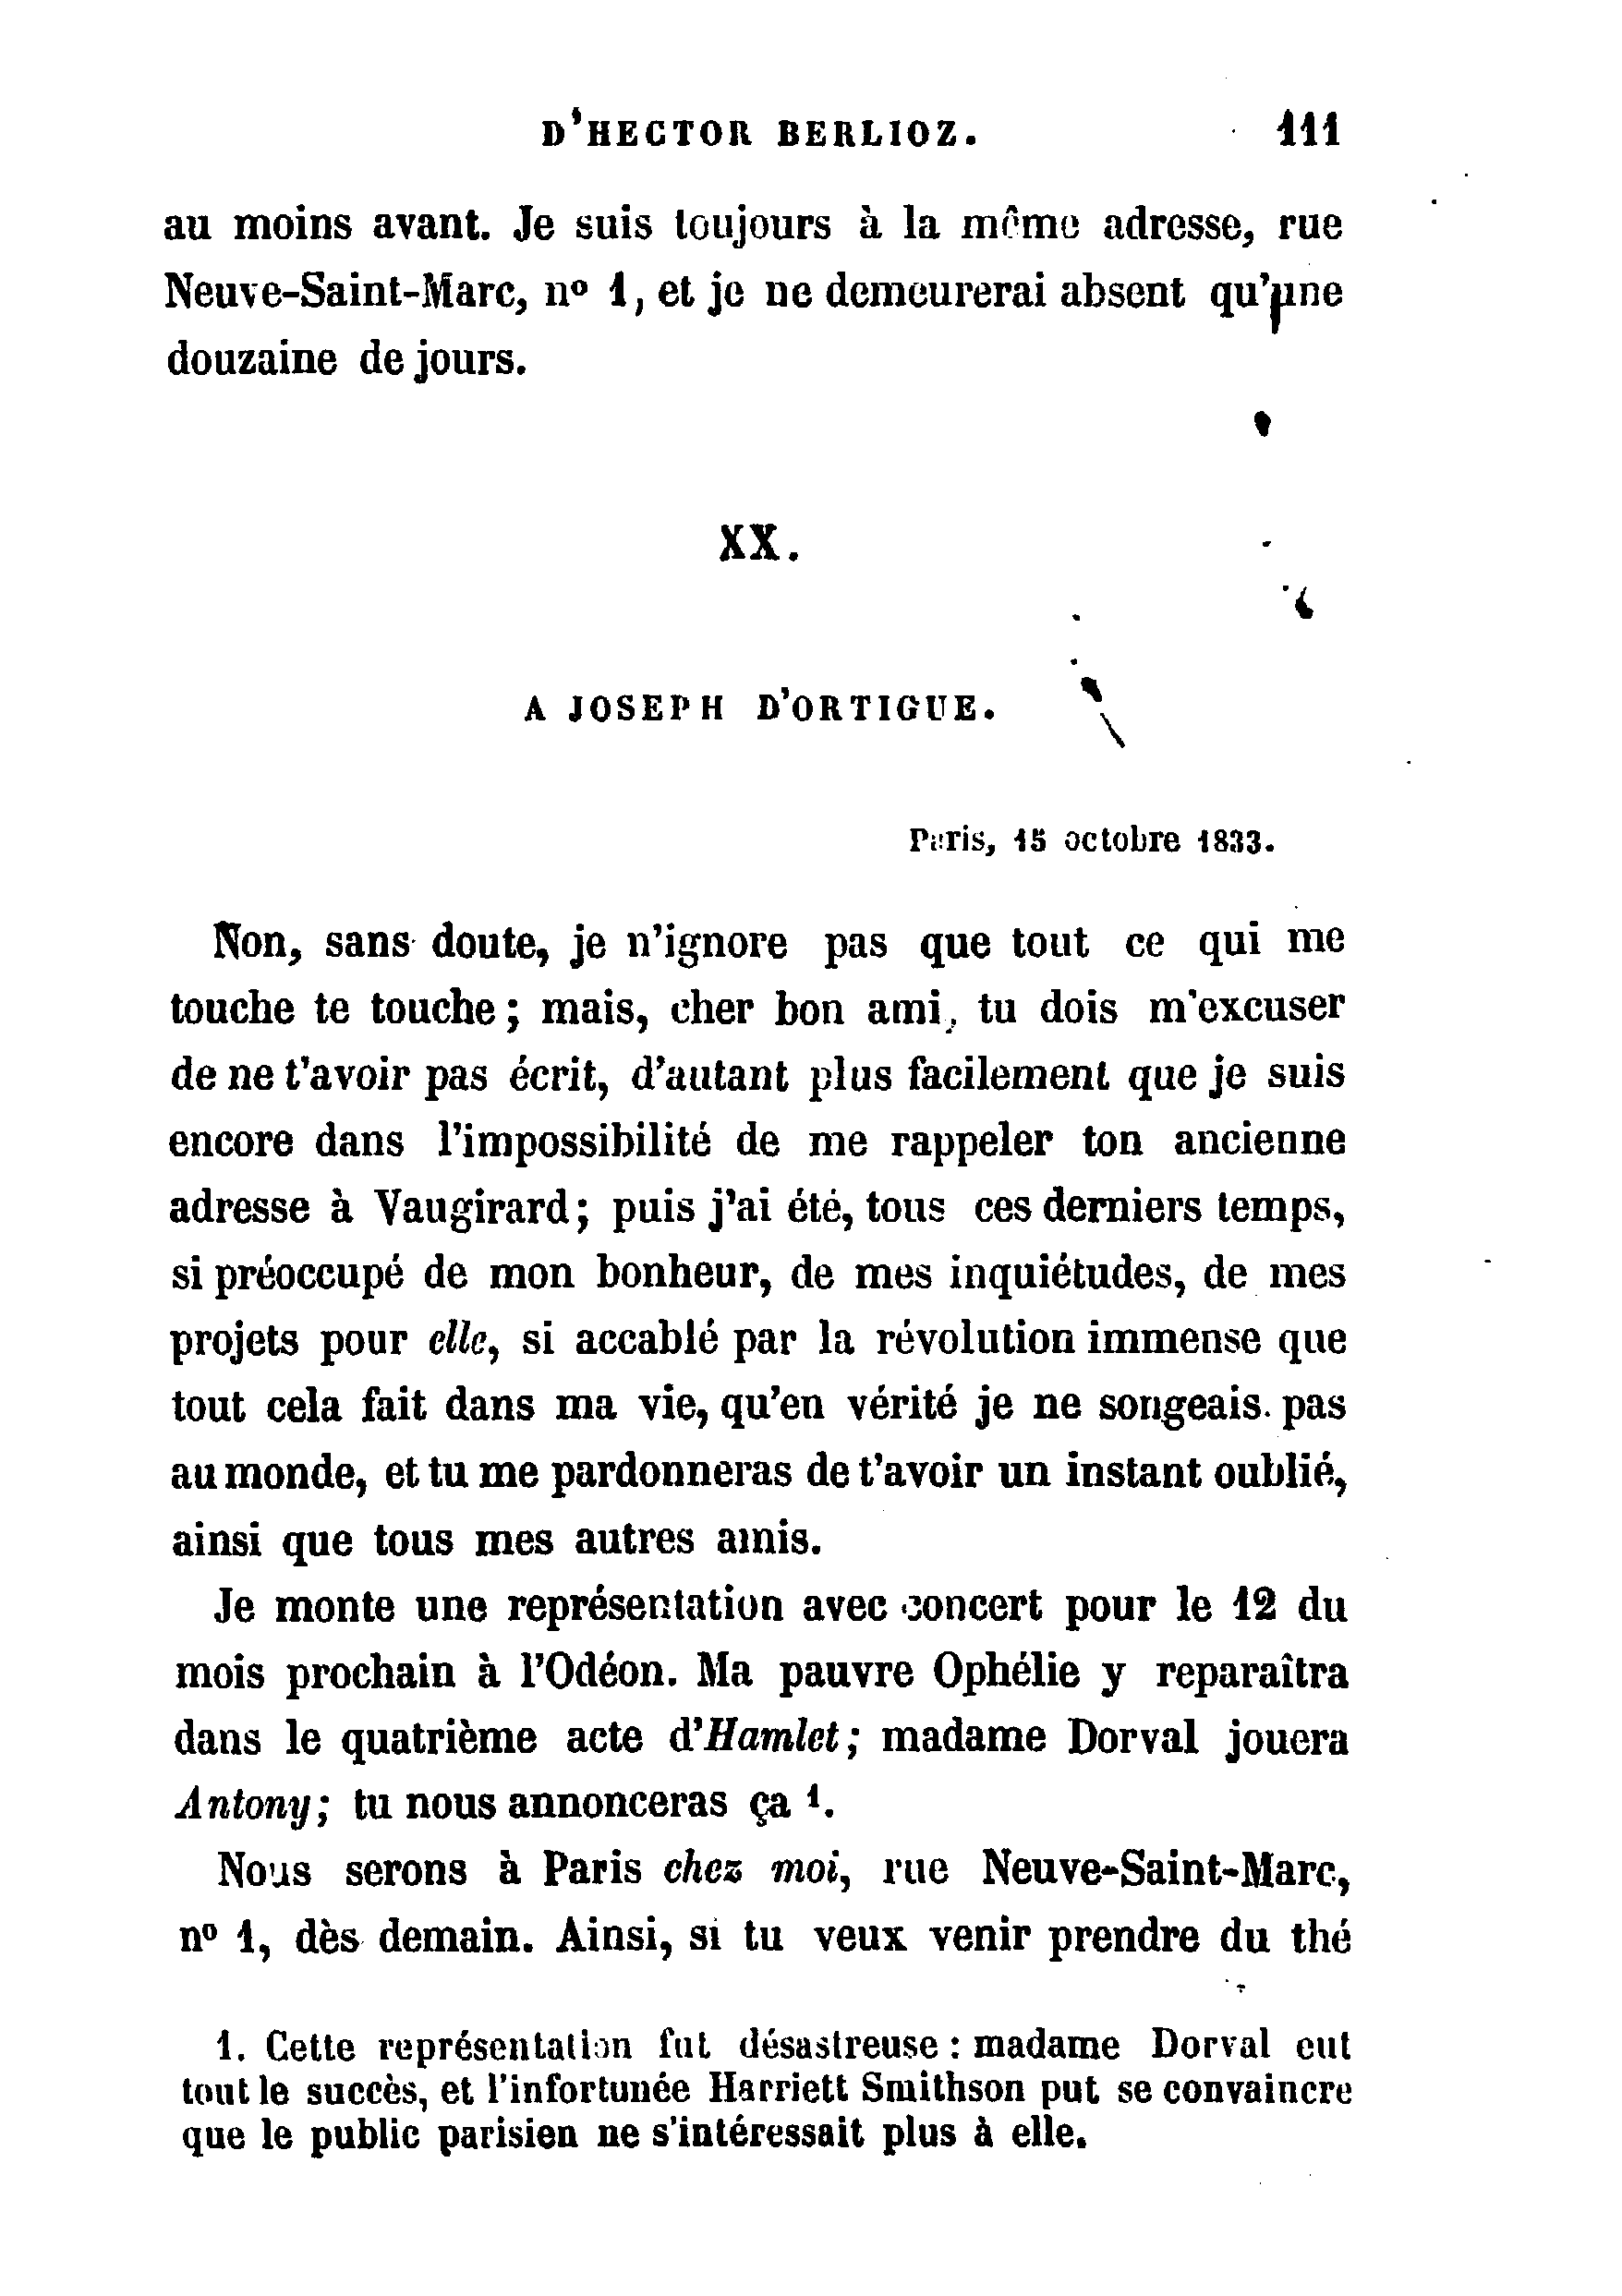 D'HECTOR BERLIOZ. 111
au moins avant. Je suis toujours à la même adresse, rue
Neuve-Saint-Marc, nº 1, et je ne demeurerai absent qu'une
douzaine de jours.
XX.
A JOSEPH D'ORTIGUE.
Paris, 15 octobre 1833.
Non, sans doute, je n'ignore pas que tout ce qui me
touche te touche ; mais, cher bon ami, tu dois m'excuser
de ne t'avoir pas écrit, d'autant plus facilement que je suis
encore dans l'impossibilité de me rappeler ton ancienne
adresse à Vaugirard; puis j'ai été, tous ces derniers temps,
si préoccupé de mon bonheur, de mes inquiétudes, de mes
projets pour elle, si accablé par la révolution immense que
tout cela fait dans ma vie, qu'en vérité je ne songeais pas
au monde, et tu me pardonneras de t'avoir un instant oublié,
ainsi que tous mes autres amis.
Je monte une représentation avec concert pour le 12 du
mois prochain à l'Odéon. Ma pauvre Ophélie y reparaîtra
dans le quatrième acte d'Hamlet ; madame Dorval jouera
Antony ; tu nous annonceras ça 1.
Nous serons à Paris chez moi, rue Neuve-Saint-Marc,
nº 1, dès demain. Ainsi, si tu veux venir prendre du thé
1. Cette représentation fut désastreuse : madame Dorval eut
tout le succès, et l'infortunée Harriett Smithson put se convaincre
que le public parisien ne s'intéressait plus à elle.